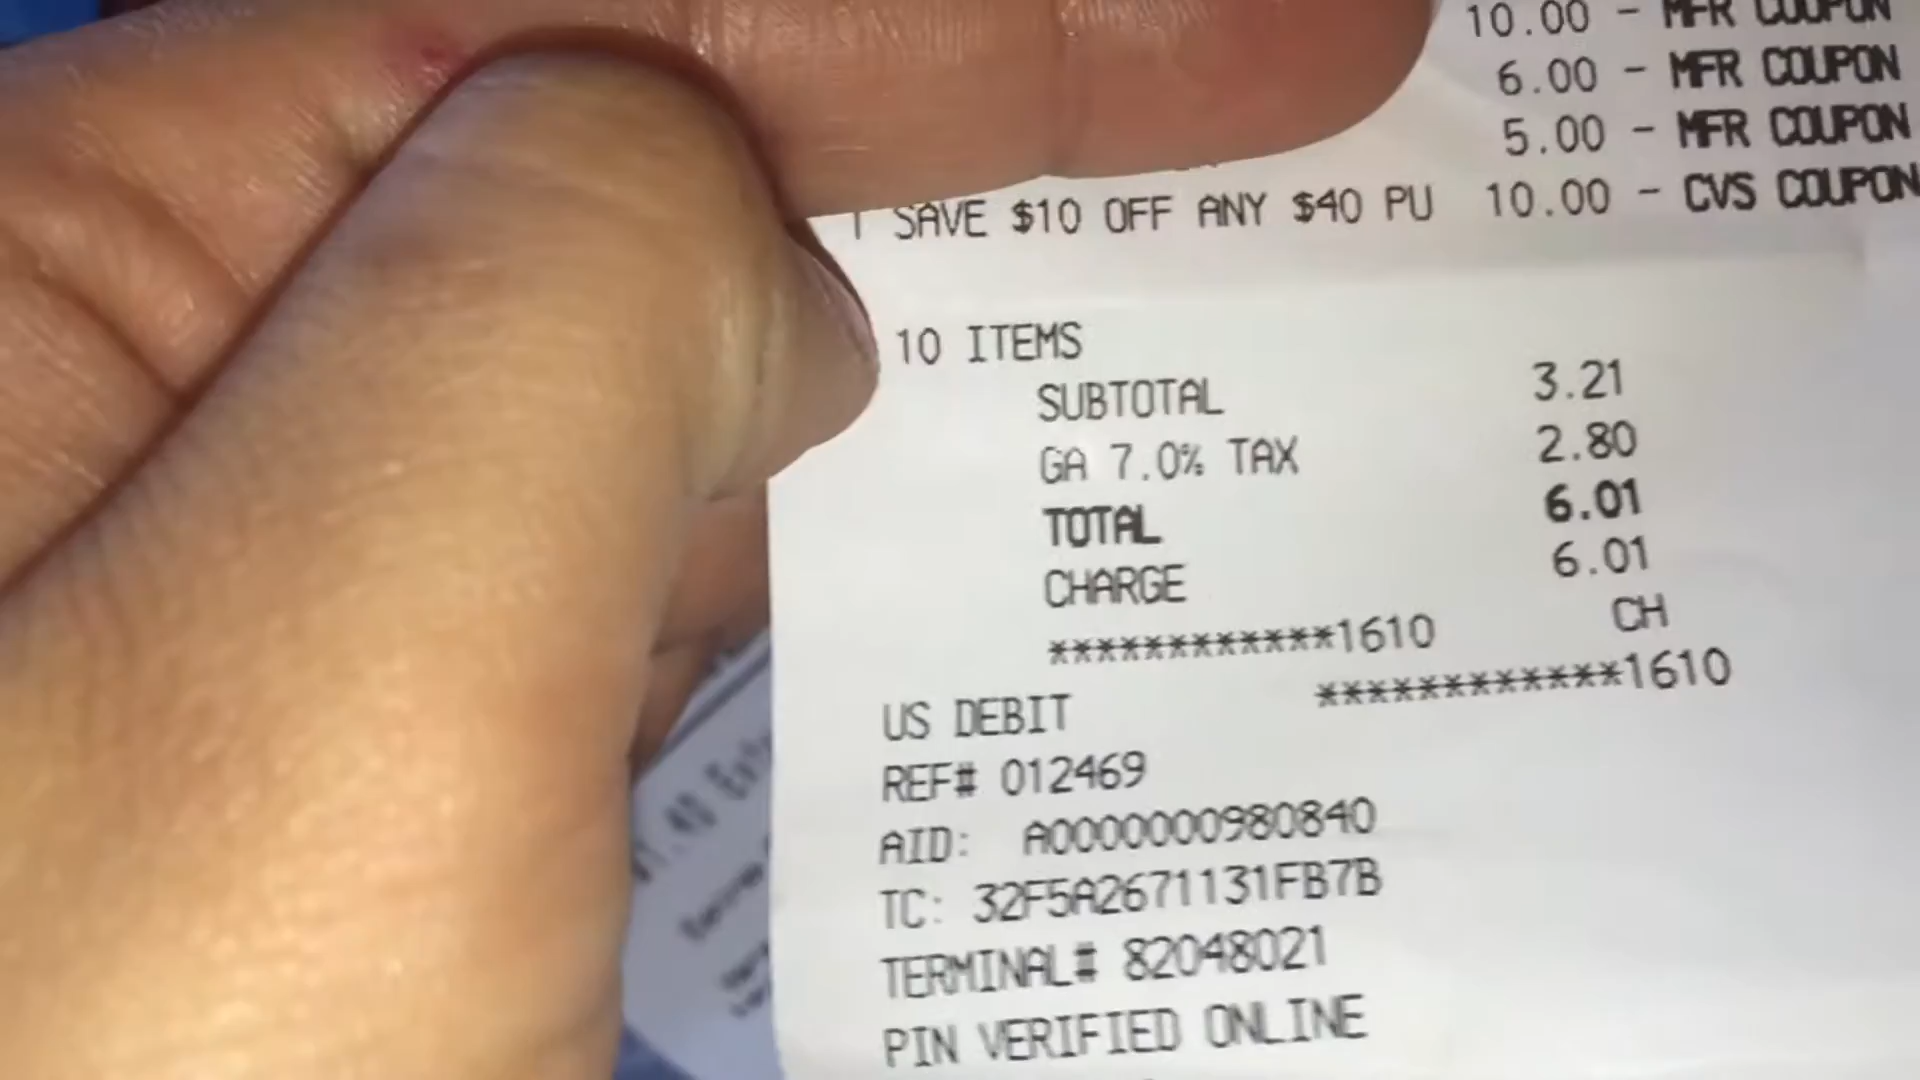 10.00 - MFR COUPON
6.00 - MFR COUPON
5.00 - MFR COUPON
1 SAVE $10 OFF ANY $40 PU 10.00 - CVS COUPON
10 ITEMS
SUBTOTAL 3.21
GA 7.0% TAX 2.80
TOTAL 6.01
CHARGE 6.01
************1610 CH
US DEBIT ************1610
REF# 012469
AID: A0000000980840
TC: 32F5A2671131FB7B
TERMINAL# 82048021
PIN VERIFIED ONLINE